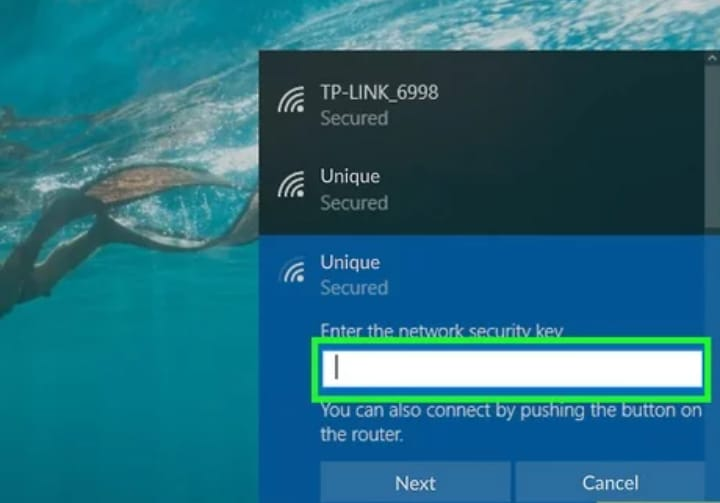 TP-LINK_6998
Secured
Unique
Secured
Unique
Secured
Enter the network security key
You can also connect by pushing the button on
the router.
Next
Cancel